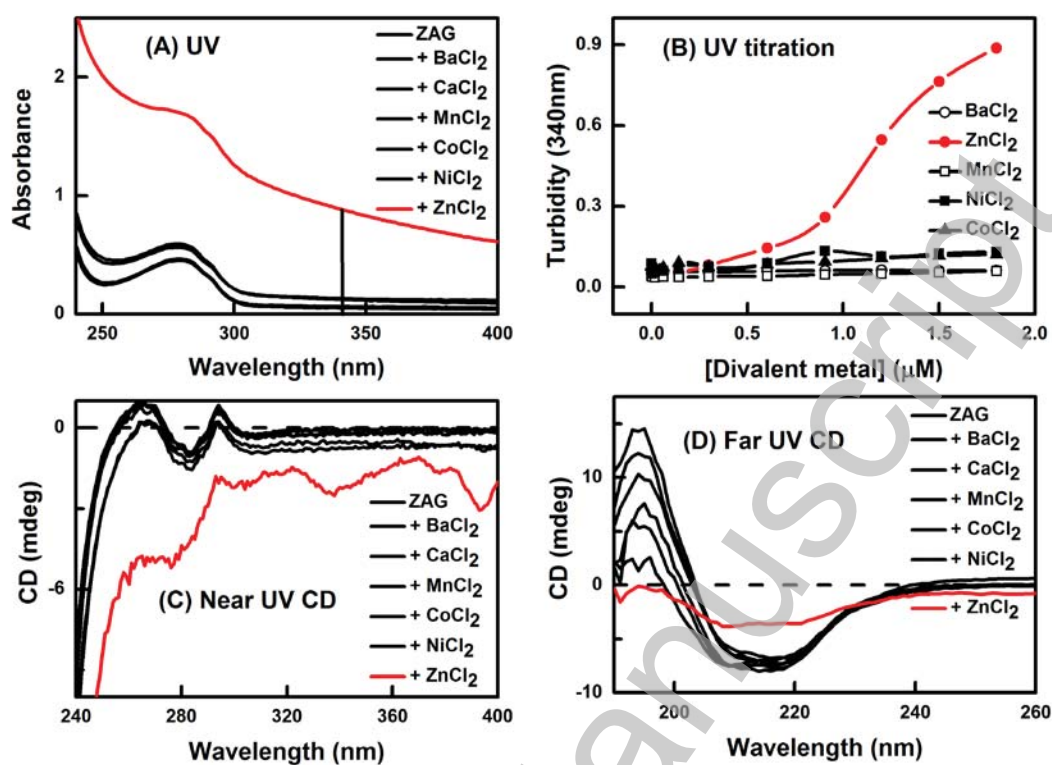 (A) UV
ZAG
+ BaCl2
+ CaCl2
+ MnCl2
+ CoCl2
+ NiCl2
+ ZnCl2
Absorbance
2
1
0
250 300 350 400
Wavelength (nm)
(B) UV titration
BaCl2
ZnCl2
MnCl2
NiCl2
CoCl2
Turbidity (340nm)
0.9
0.6
0.3
0.0
0.0 0.5 1.0 1.5 2.0
[Divalent metal] (μM)
(C) Near UV CD
ZAG
+ BaCl2
+ CaCl2
+ MnCl2
+ CoCl2
+ NiCl2
+ ZnCl2
CD (mdeg)
0
-6
240 280 320 360 400
Wavelength (nm)
(D) Far UV CD
ZAG
+ BaCl2
+ CaCl2
+ MnCl2
+ CoCl2
+ NiCl2
+ ZnCl2
CD (mdeg)
10
0
-10
200 220 240 260
Wavelength (nm)
anuscript